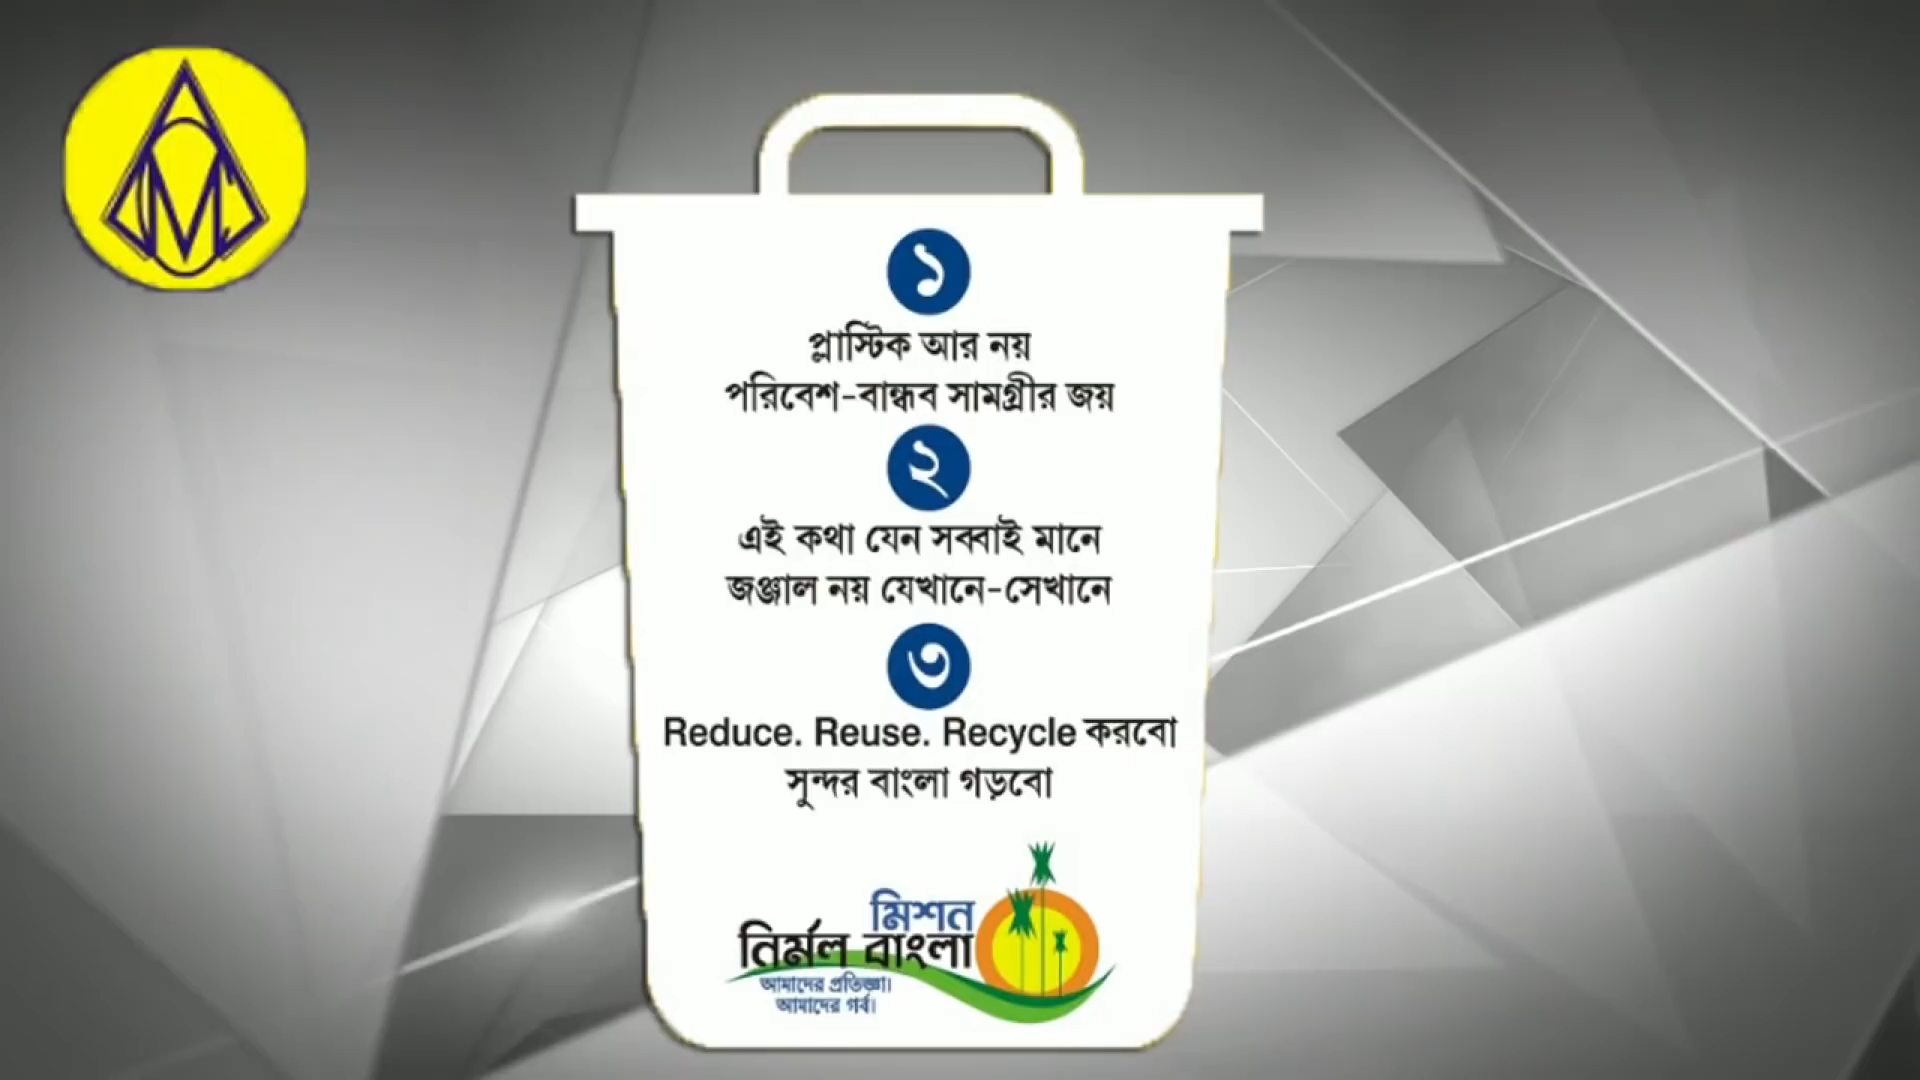 ১
প্লাস্টিক আর নয়
পরিবেশ-বান্ধব সামগ্রীর জয়
২
এই কথা যেন সব্বাই মানে
জঞ্জাল নয় যেখানে-সেখানে
৩
Reduce. Reuse. Recycle করবো
সুন্দর বাংলা গড়বো
মিশন
নির্মল বাংলা
আমাদের প্রতিজ্ঞা।
আমাদের গর্ব।